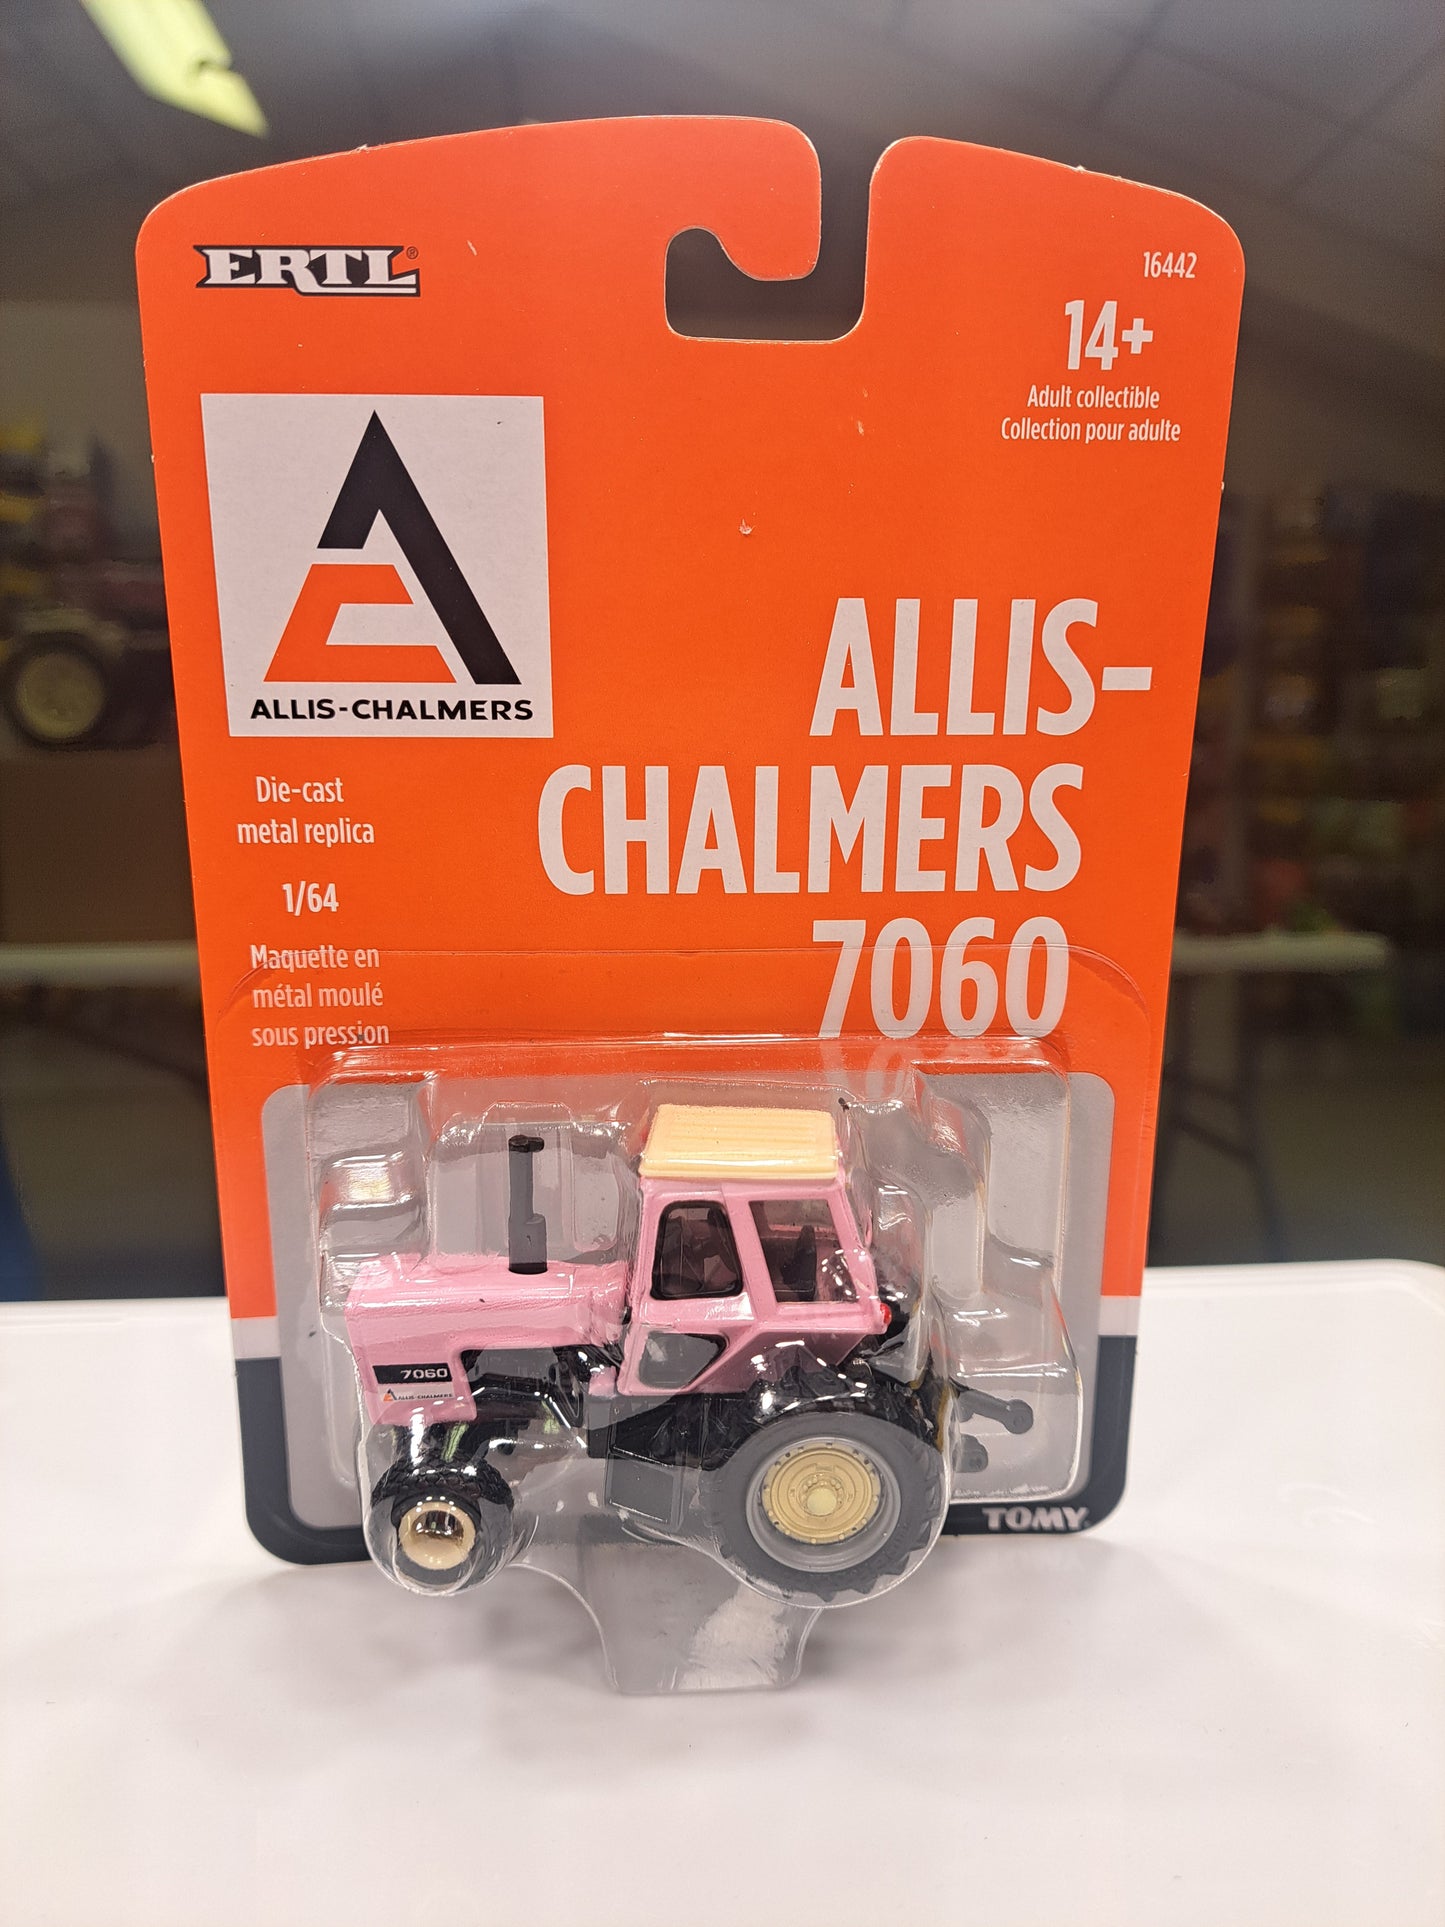 ERTL®
16442
14+
Adult collectible
Collection pour adulte
ALLIS-CHALMERS
Die-cast
metal replica
1/64
Maquette en
métal moulé
sous pression
ALLIS-
CHALMERS
7060
7060
ALLIS-CHALMERS
TOMY